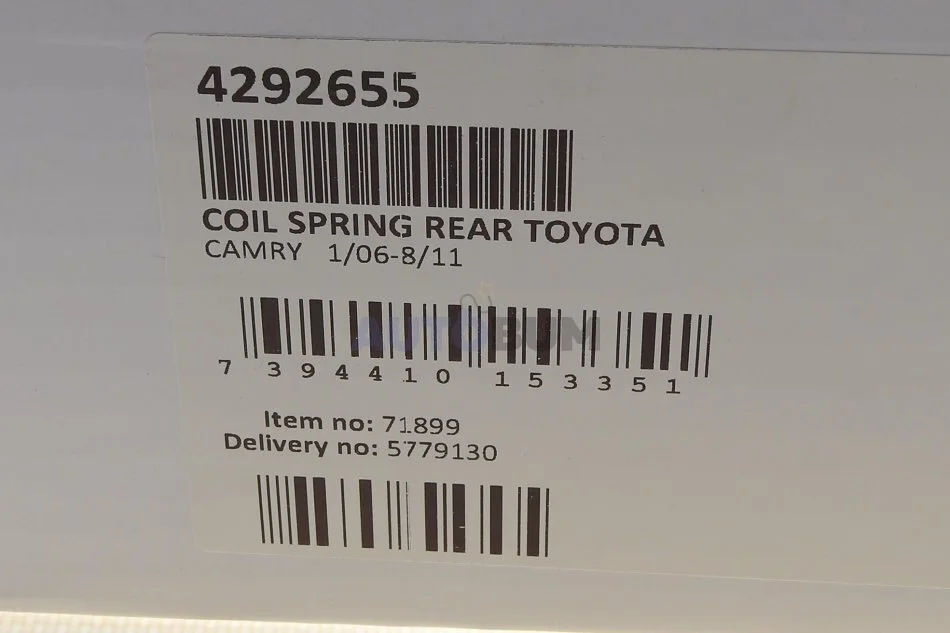 4292655
COIL SPRING REAR TOYOTA
CAMRY 1/06-8/11
AUTOBUM
7 394410 153351
Item no: 71899
Delivery no: 5779130